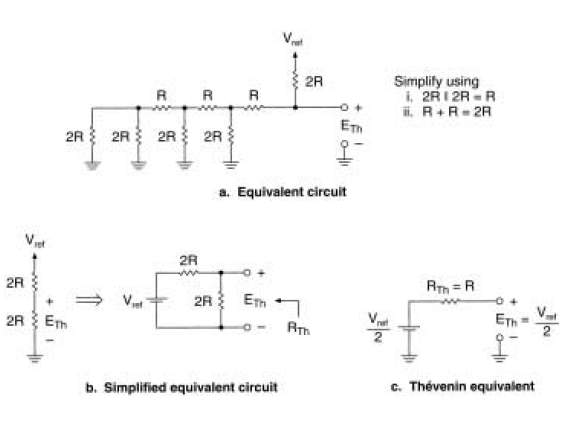 Vref
2R
R R R
2R 2R 2R 2R
+
ETh
−
Simplify using
i. 2R ∥ 2R = R
ii. R + R = 2R
a. Equivalent circuit
Vref
2R
2R
+
ETh
−
⇒
Vref
2R
2R
+
ETh
−
RTh
b. Simplified equivalent circuit
Vref/2
RTh = R
+
ETh = Vref/2
−
c. Thévenin equivalent